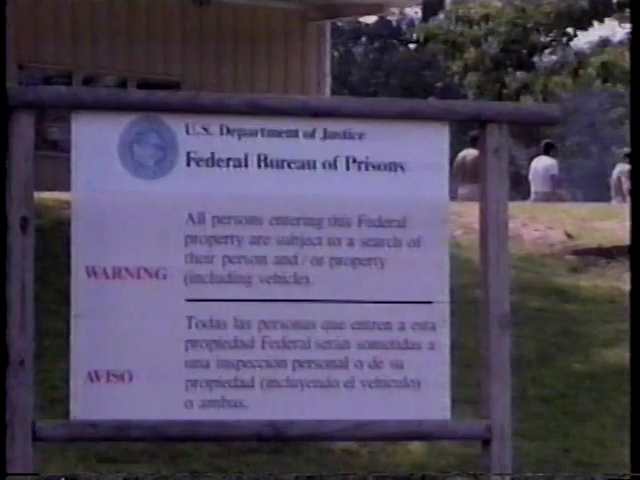 U.S. Department of Justice
Federal Bureau of Prisons
WARNING
All persons entering this Federal
property are subject to a search of
their person and / or property
(including vehicle).
AVISO
Todas las personas que entren a esta
propiedad Federal serán sometidas a
una inspección personal o de su
propiedad (incluyendo el vehículo)
o ambas.